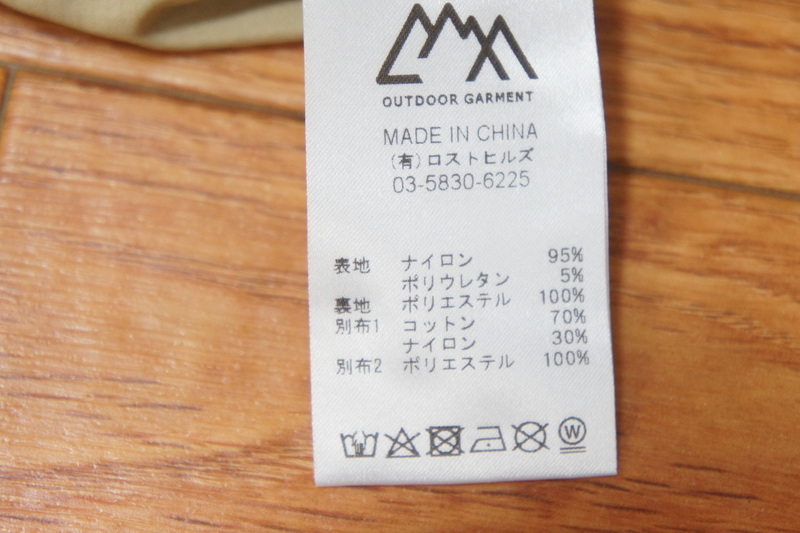 OUTDOOR GARMENT
MADE IN CHINA
(有)ロストヒルズ
03-5830-6225
表地 ナイロン 95%
ポリウレタン 5%
裏地 ポリエステル 100%
別布1 コットン 70%
ナイロン 30%
別布2 ポリエステル 100%
W